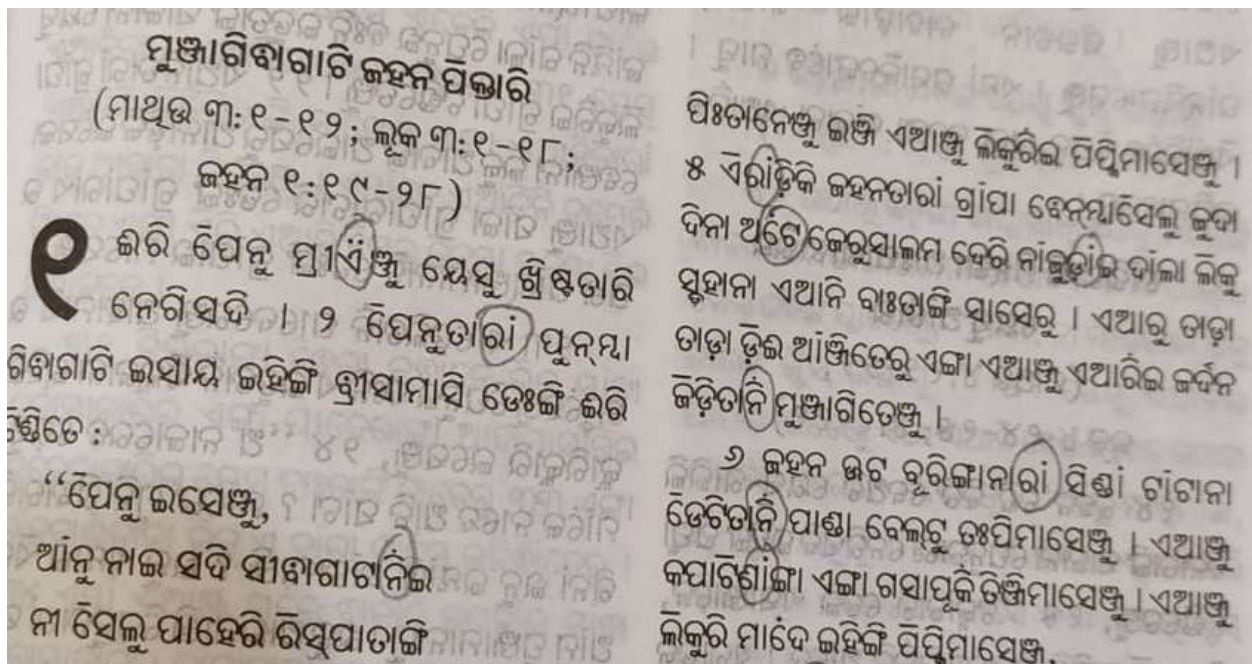 ମୁଞ୍ଜାଗିଵାଗାଟି ଜହନ ପିକ୍ତାରି
(ମାଥିଉ ୩: ୧ - ୧୨ ; ଲୂକ ୩: ୧ - ୧୮ ;
ଜହନ ୧ : ୧୯ - ୨୮ )
୧ ଈରି ପେନୁ ମ୍ରୀଏଁଞ୍ଜୁ ୟେସୁ ଖ୍ରିଷ୍ଟତାରି
ନେଗି ସଦି । ୨ ପେନୁତାରାଁ ପୁନ୍‌ମ୍ବା
ଗିଵାଗାଟି ଇସାୟ ଇହିଙ୍ଗି ଵ୍ରୀସାମାସି ଡେଃଙ୍ଗି ଈରି
“ପେନୁ ଇସେଞ୍ଜୁ,
ଆଁନୁ ନାଇ ସଦି ସୀଵାଗାଟାନିଁଇ
ନୀ ସେଲୁ ପାହେରି ରିସ୍ପାତାଙ୍ଗି
ପିଃତାନେଞ୍ଜୁ ଇଞ୍ଜି ଏଆଞ୍ଜୁ ଲିକୁରିଇ ପିପ୍କିମାସେଞ୍ଜୁ ।
୫ ଏରାଁଡ଼ିକି ଜହନତାରାଁ ଗ୍ରାଁପା ଵେନ୍‌ମ୍ବାସେଲୁ ଜୁଦା
ଦିନା ଅଟେଁ ଜେରୁସାଲମ ଦେରି ନାଁଜୁଡ଼ାଁଇ ଦାଁଲା ଲିକୁ
ସ୍ଡୁହାନା ଏଆନି ବାଃତାଙ୍ଗି ସାସେରୁ । ଏଆରୁ ତାଡ଼ା
ତାଡ଼ା ଡ଼ିଈ ଆଁଞ୍ଜିତେରୁ ଏଙ୍ଗା ଏଆଞ୍ଜୁ ଏଆରିଁଇ ଜର୍ଦନ
ଜିଡ଼ିତାନିଁ ମୁଞ୍ଜାଗିତେଞ୍ଜୁ ।
୬ ଜହନ ଊଟ ବୂରିଙ୍ଗାନାରାଁ ସିଣ୍ଡାଁ ଟାଁଟାନା
ଡେଟିତାନିଁ ପାଣ୍ଡା ବେଲ୍‌ଟୁ ତଃପିମାସେଞ୍ଜୁ । ଏଆଞ୍ଜୁ
କପାଟିଣାଁଙ୍ଗା ଏଙ୍ଗା ଗସାପୂକିଁ ତିଞ୍ଜିମାସେଞ୍ଜୁ । ଏଆଞ୍ଜୁ
ଲିକୁରି ମାଦେଁ ଇହିଙ୍ଗି ପିପ୍କିମାସେଞ୍ଜୁ,